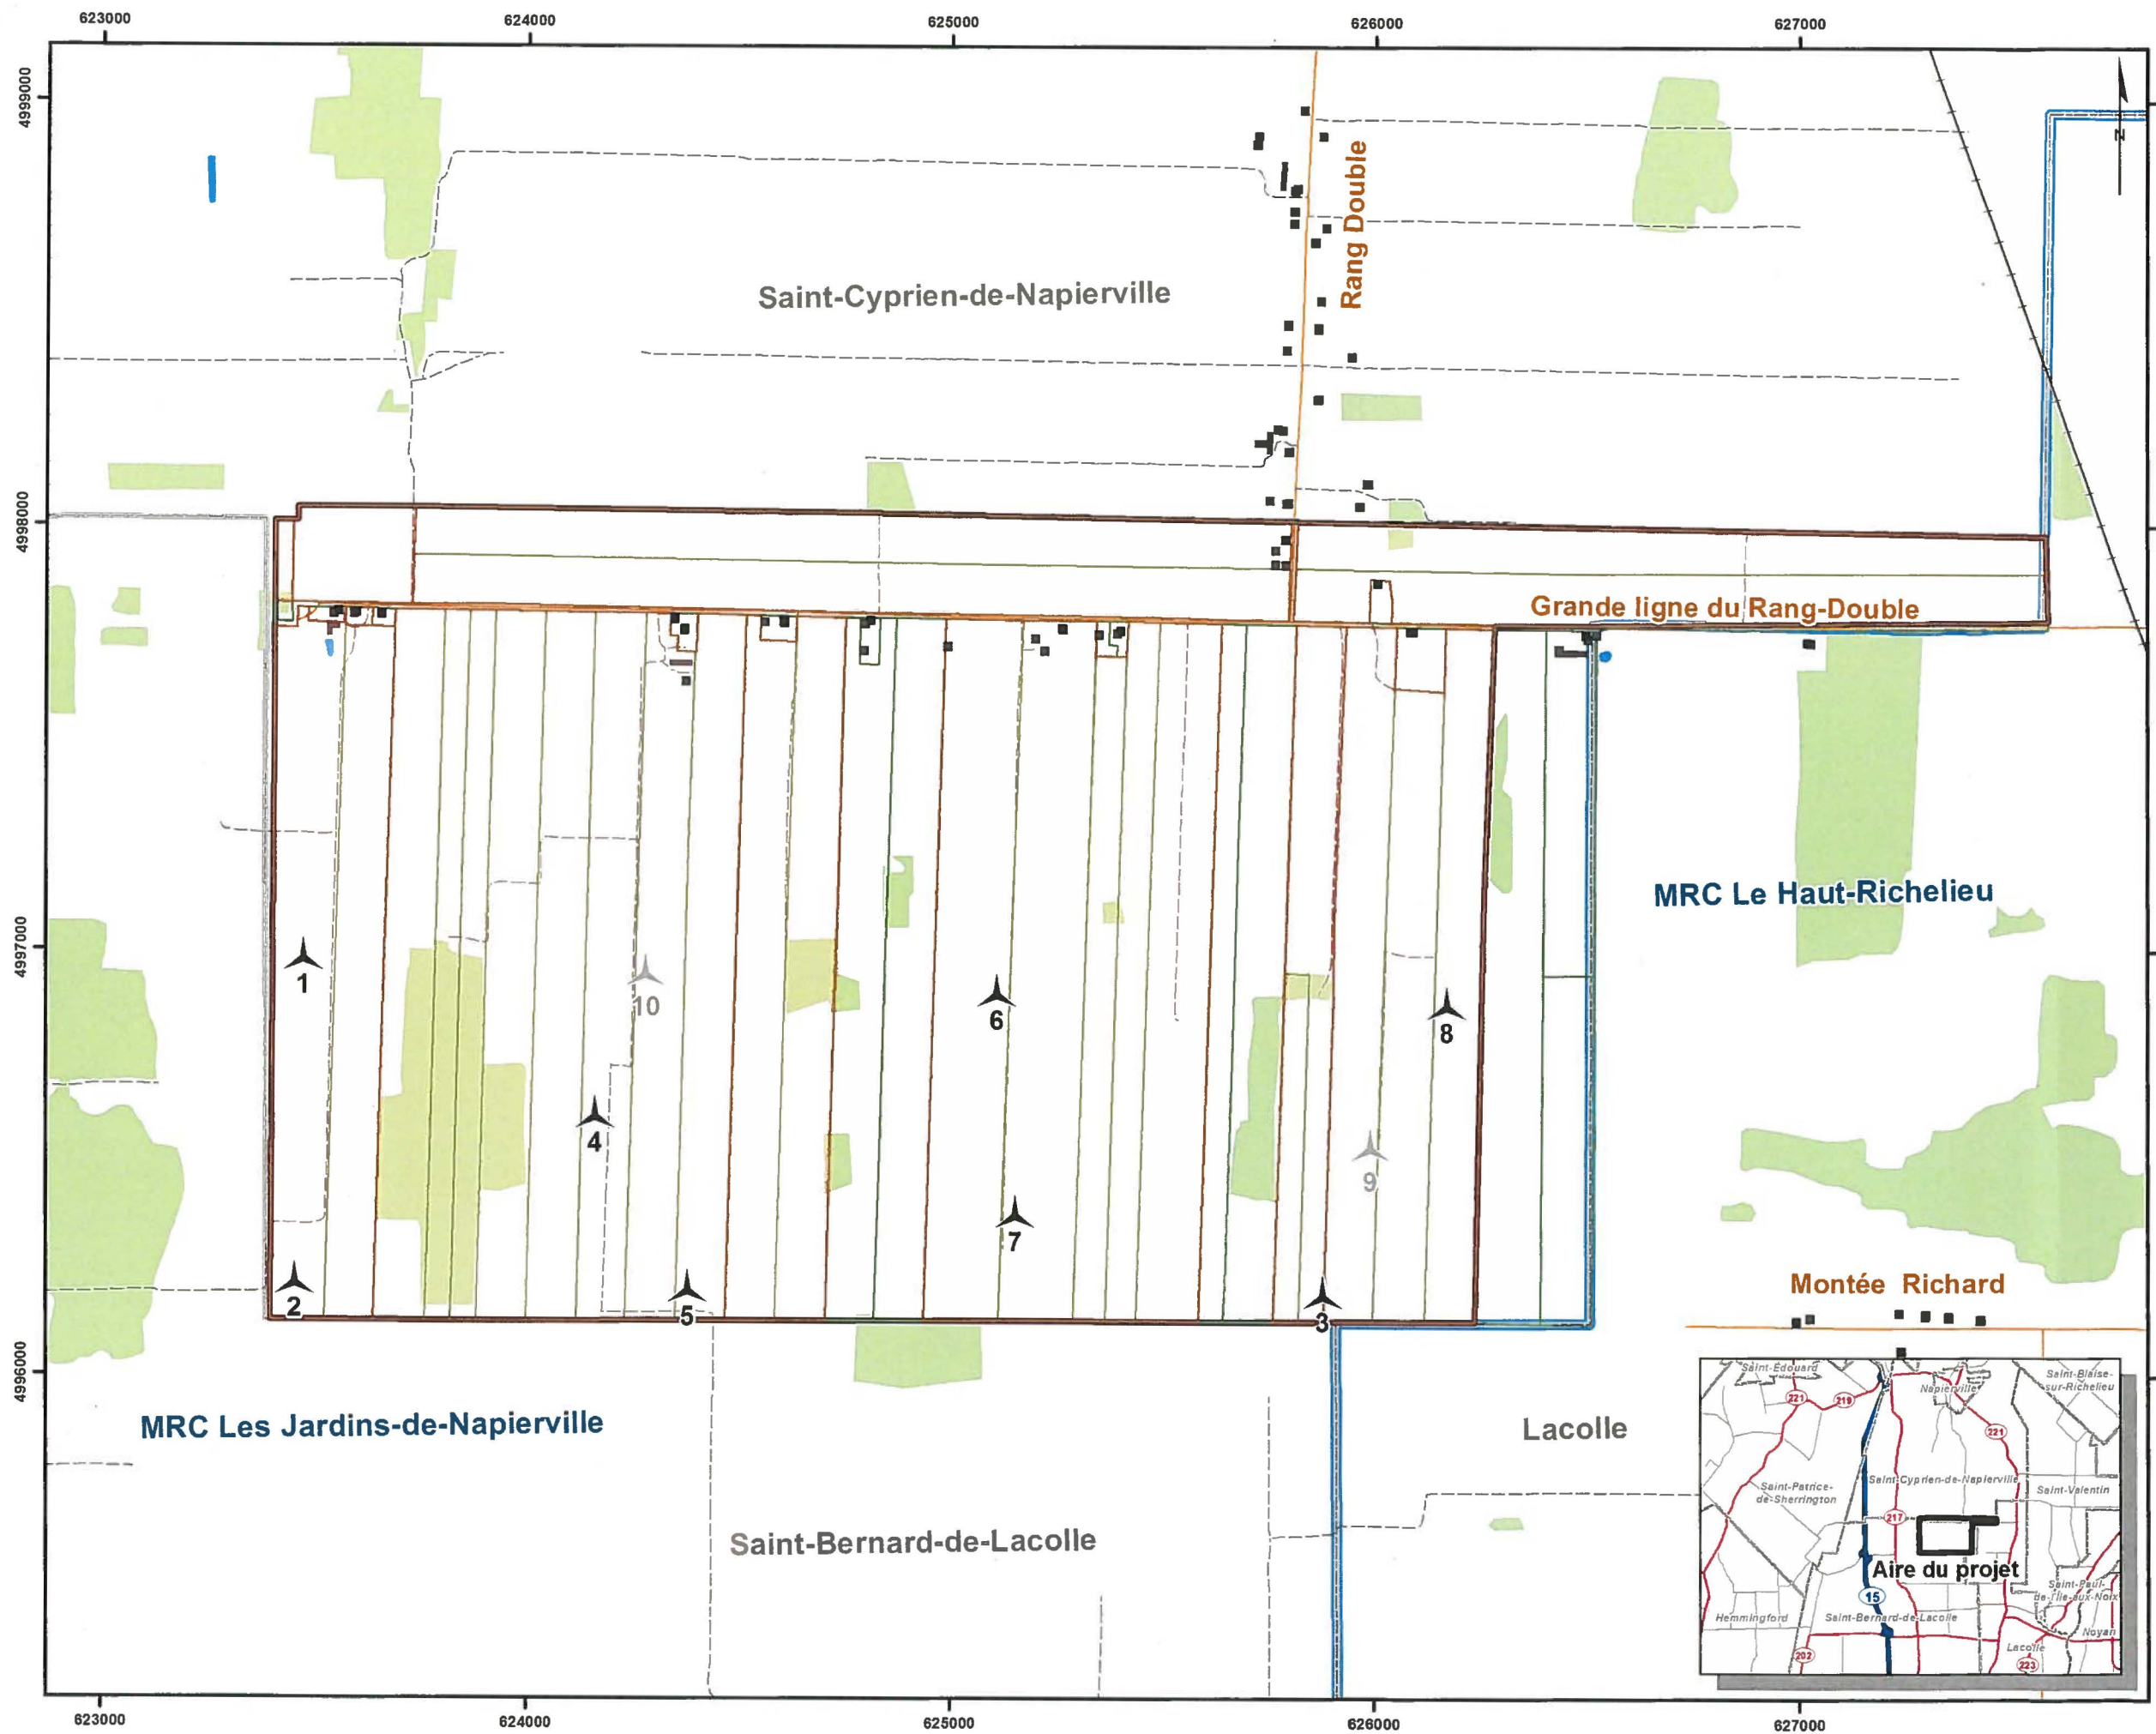 623000
624000
625000
626000
627000
4999000
4998000
4997000
4996000
N
Rang Double
Saint-Cyprien-de-Napierville
Grande ligne du Rang-Double
MRC Le Haut-Richelieu
1
10
6
8
4
9
7
2
5
3
Montée Richard
MRC Les Jardins-de-Napierville
Lacolle
Saint-Bernard-de-Lacolle
Saint-Edouard
Napierville
Saint-Blaise-
sur-Richelieu
221
219
221
Saint-Cyprien-de-Napierville
Saint-Patrice-
de-Sherrington
Saint-Valentin
217
Aire du projet
15
Saint-Paul-
de-l'Île-aux-Noix
Hemmingford
Saint-Bernard-de-Lacolle
Noyan
Lacolle
202
223
623000
624000
625000
626000
627000